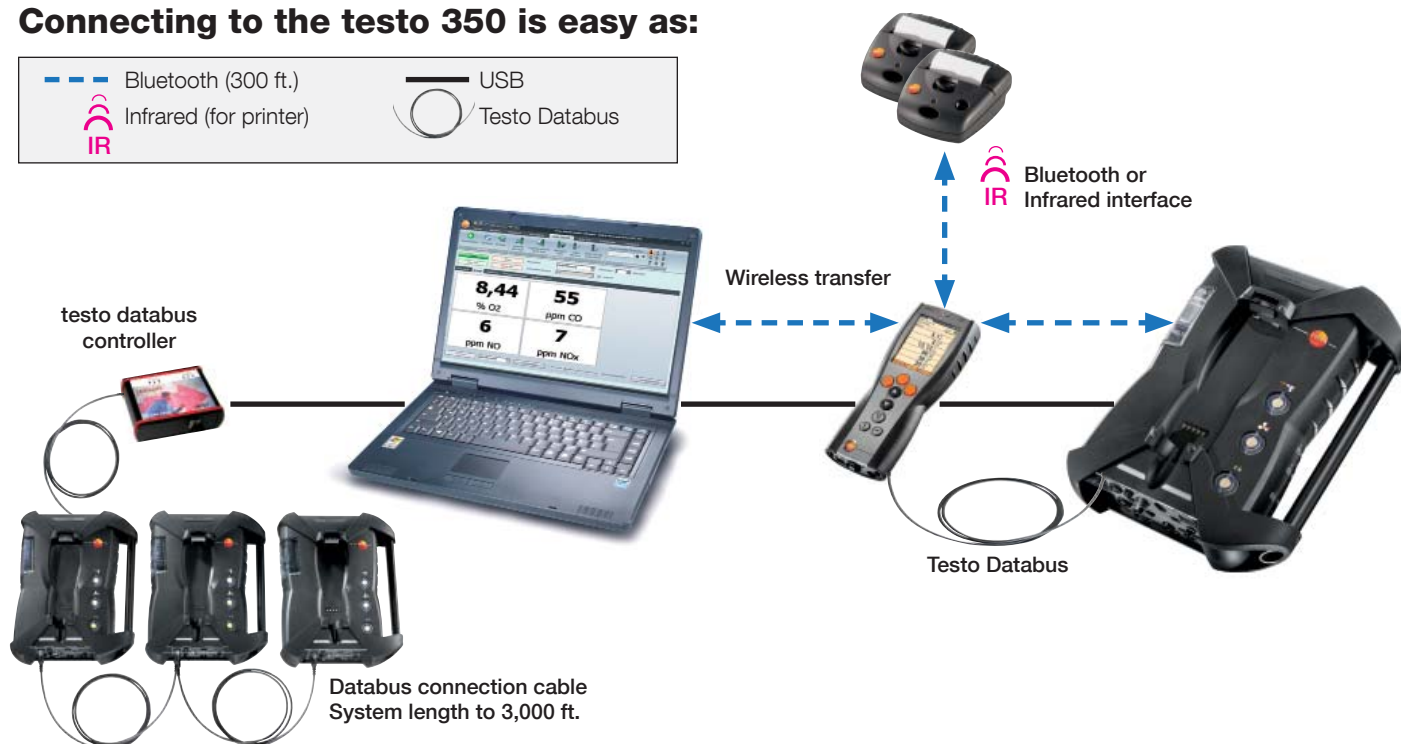 Connecting to the testo 350 is easy as:
Bluetooth (300 ft.)
USB
IR
Infrared (for printer)
Testo Databus
IR
Bluetooth or
Infrared interface
Wireless transfer
8,44
% O2
55
ppm CO
6
ppm NO
7
ppm NOx
testo databus
controller
Testo Databus
Databus connection cable
System length to 3,000 ft.